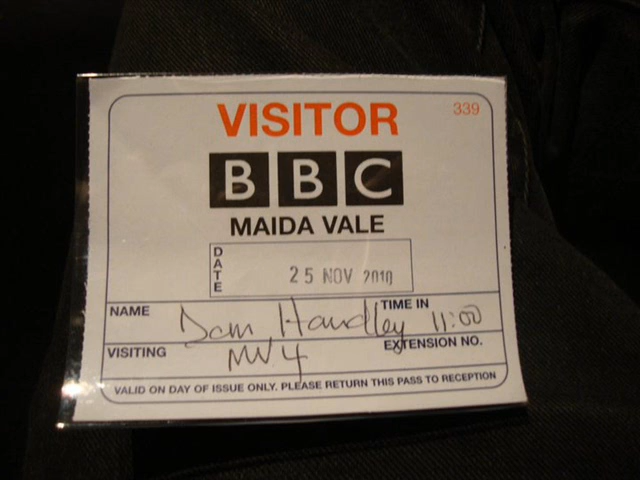 VISITOR 339
BBC
MAIDA VALE
DATE 25 NOV 2010
NAME Dom Handley TIME IN 11:00
VISITING MV4 EXTENSION NO.
VALID ON DAY OF ISSUE ONLY. PLEASE RETURN THIS PASS TO RECEPTION